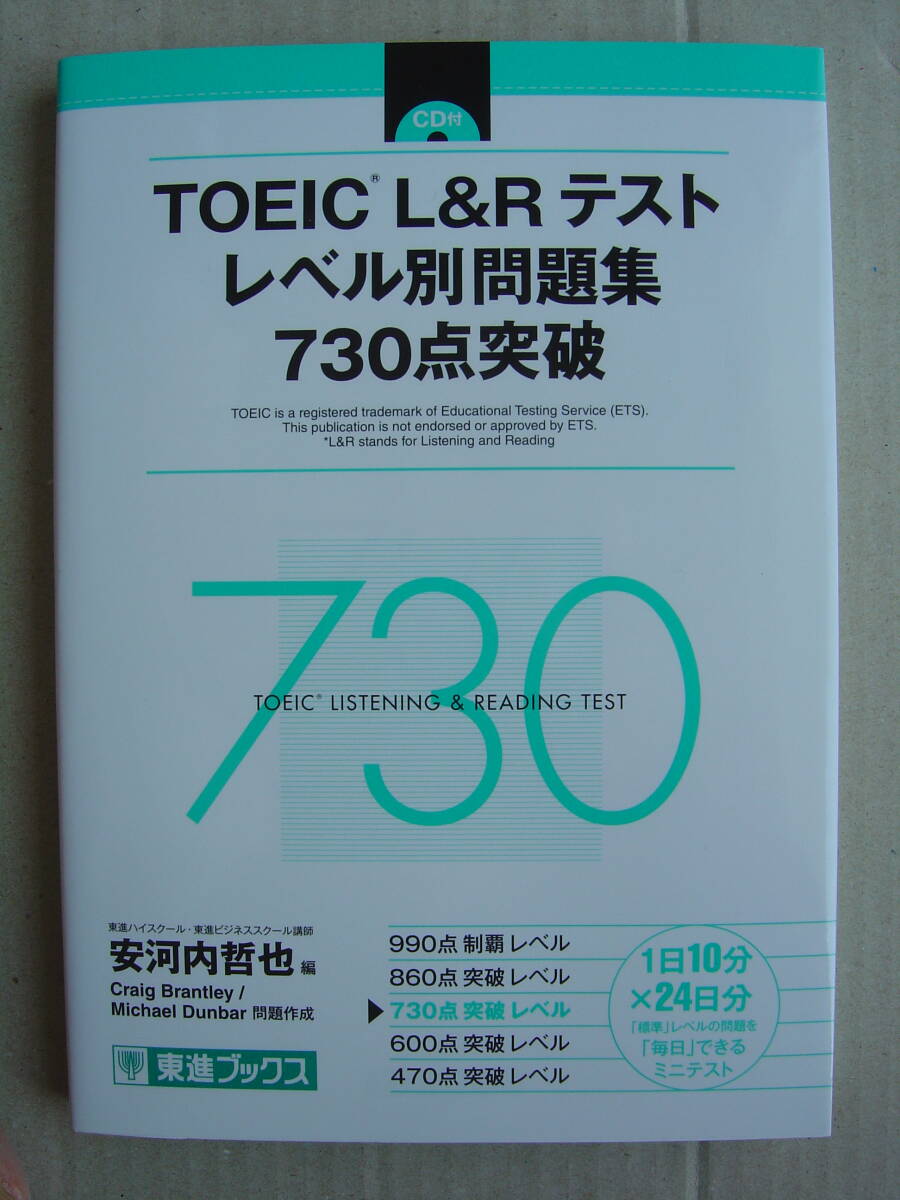 CD付
TOEIC® L&R テスト
レベル別問題集
730点突破
TOEIC is a registered trademark of Educational Testing Service (ETS).
This publication is not endorsed or approved by ETS.
*L&R stands for Listening and Reading
730
TOEIC® LISTENING & READING TEST
東進ハイスクール・東進ビジネススクール講師
安河内哲也 編
Craig Brantley /
Michael Dunbar 問題作成
東進ブックス
990点 制覇 レベル
860点 突破 レベル
▶730点 突破 レベル
600点 突破 レベル
470点 突破 レベル
1日10分
×24日分
「標準」レベルの問題を
「毎日」できる
ミニテスト